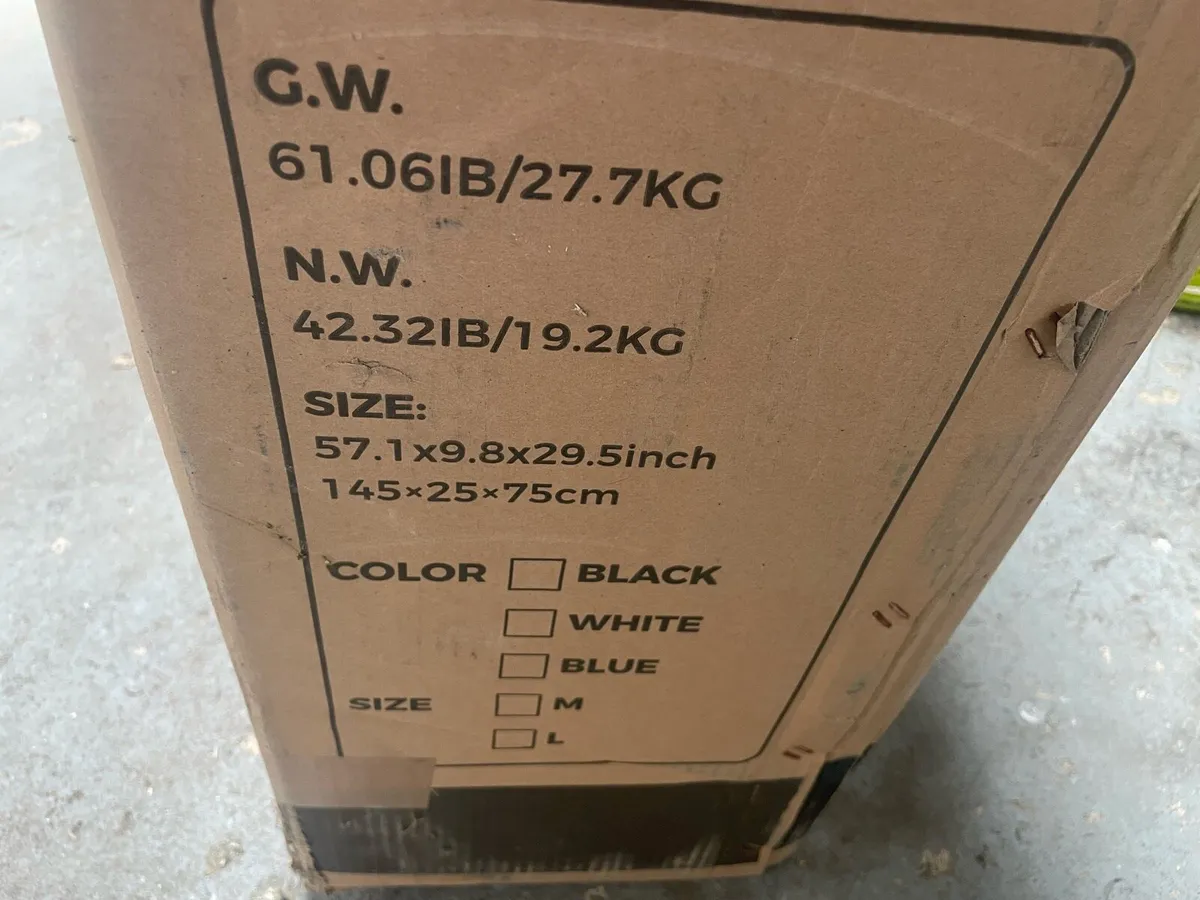 G.W.
61.06IB/27.7KG
N.W.
42.32IB/19.2KG
SIZE:
57.1x9.8x29.5inch
145×25×75cm
COLOR BLACK
WHITE
BLUE
SIZE M
L